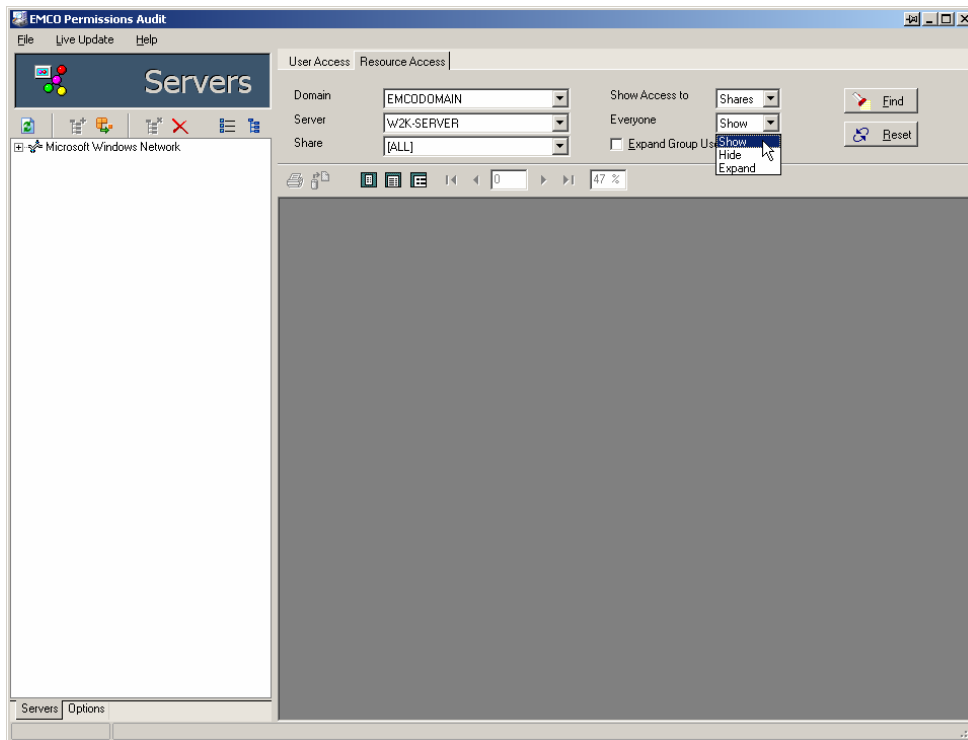 EMCO Permissions Audit
File Live Update Help
Servers
Microsoft Windows Network
Servers Options
User Access Resource Access
Domain EMCODOMAIN
Server W2K-SERVER
Share [ALL]
Show Access to Shares
Everyone Show
Expand Group Us
Show
Hide
Expand
Find
Reset
0
47 %